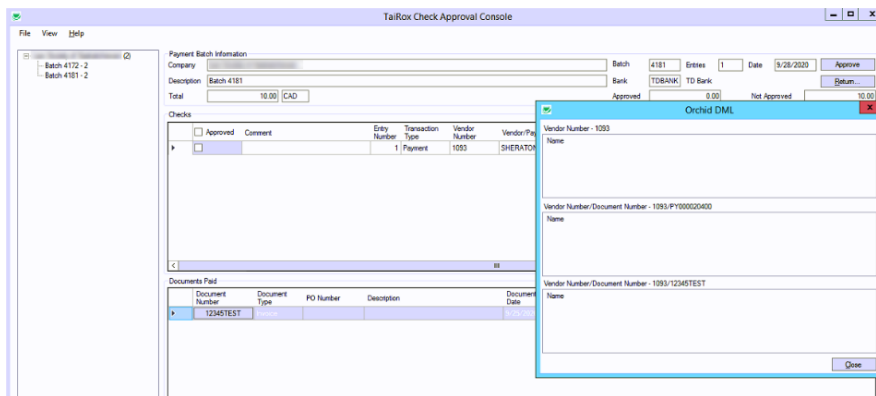 TaiRox Check Approval Console
File View Help
(2)
Batch 4172 - 2
Batch 4181 - 2
Payment Batch Information
Company
Batch 4181 Entries 1 Date 9/28/2020 Approve
Description Batch 4181
Bank TDBANK TD Bank Return...
Total 10.00 CAD
Approved 0.00 Not Approved 10.00
Checks
Approved Comment Entry Number Transaction Type Vendor Number Vendor/Pay
1 Payment 1093 SHERATON
Documents Paid
Document Number Document Type PO Number Description Document Date
12345TEST Invoice
Orchid DML
Vendor Number - 1093
Name
Vendor Number/Document Number - 1093/PY000020400
Name
Vendor Number/Document Number - 1093/12345TEST
Name
Close